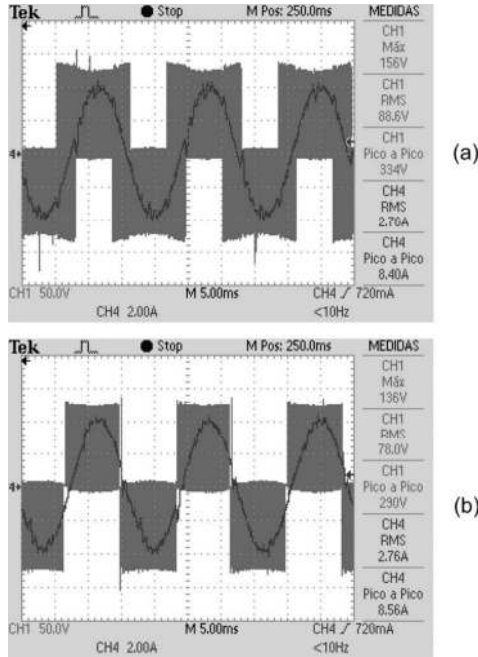 Tek
Stop
M Pos: 250.0ms
MEDIDAS
CH1
Máx
156V
CH1
RMS
88.6V
CH1
Pico a Pico
334V
CH4
RMS
2.76A
CH4
Pico a Pico
8.40A
4
CH1 50.0V
M 5.00ms
CH4 720mA
CH4 2.00A
<10Hz
(a)
Tek
Stop
M Pos: 250.0ms
MEDIDAS
CH1
Máx
136V
CH1
RMS
78.0V
CH1
Pico a Pico
290V
CH4
RMS
2.76A
CH4
Pico a Pico
8.56A
4
CH1 50.0V
M 5.00ms
CH4 720mA
CH4 2.00A
<10Hz
(b)